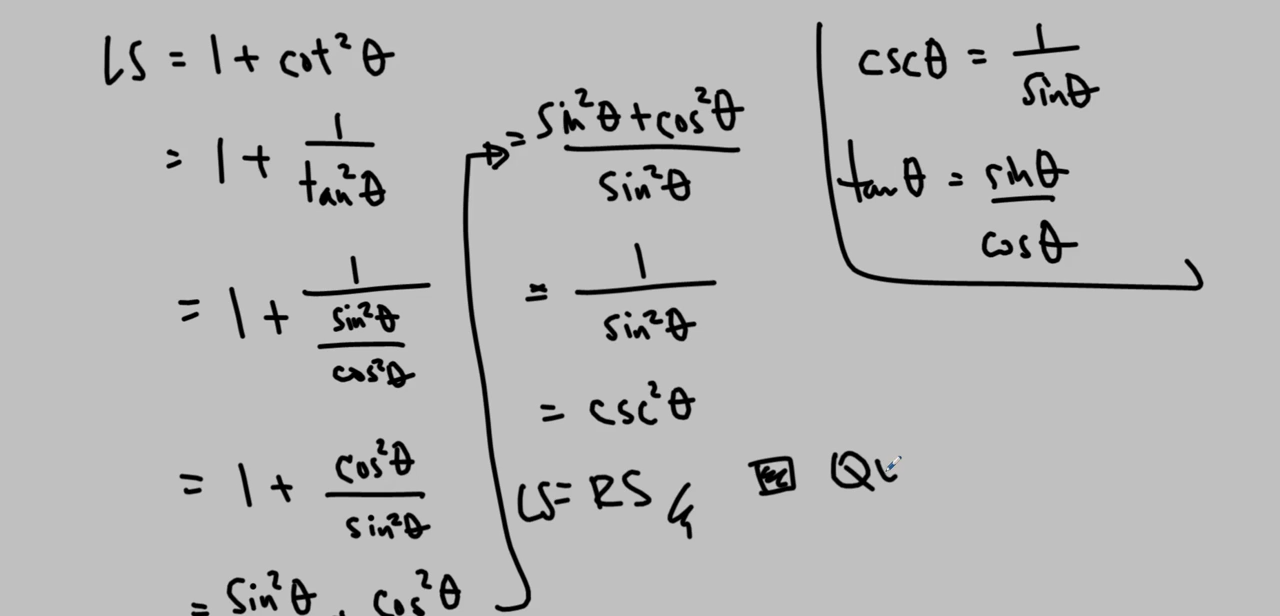 LS = 1 + cot²θ
= 1 + 1/tan²θ
= 1 + 1/(sin²θ/cos²θ)
= 1 + cos²θ/sin²θ
= sin²θ cos²θ
= (sin²θ + cos²θ)/sin²θ
= 1/sin²θ
= csc²θ
LS = RS
QU
cscθ = 1/sinθ
tanθ = sinθ/cosθ